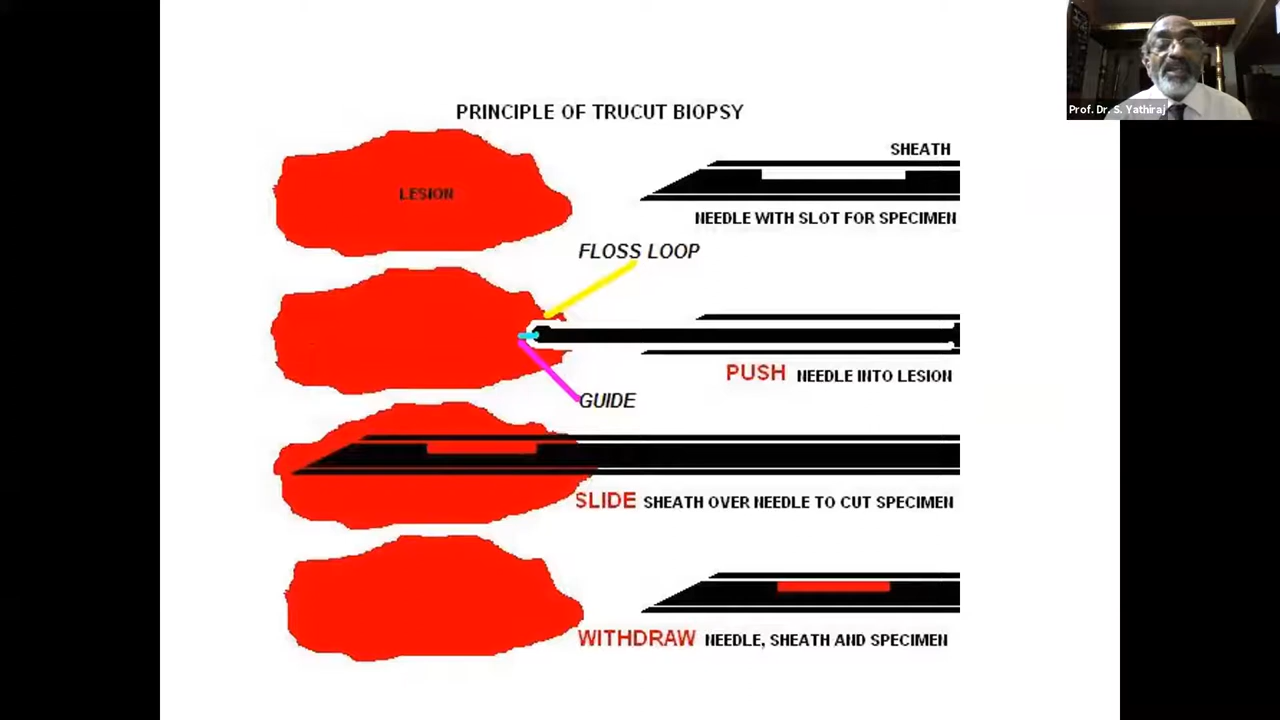 PRINCIPLE OF TRUCUT BIOPSY
Prof. Dr. S. Yathiraj
SHEATH
LESION
NEEDLE WITH SLOT FOR SPECIMEN
FLOSS LOOP
PUSH NEEDLE INTO LESION
GUIDE
SLIDE SHEATH OVER NEEDLE TO CUT SPECIMEN
WITHDRAW NEEDLE, SHEATH AND SPECIMEN